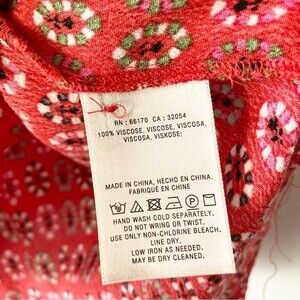 RN : 66170 CA : 32054
100% VISCOSE, VISCOSE, VISCOSA,
VISCOSA, VISKOSE:
MADE IN CHINA, HECHO EN CHINA,
FABRIQUÉ EN CHINE
HAND WASH COLD SEPARATELY.
DO NOT WRING OR TWIST.
USE ONLY NON-CHLORINE BLEACH.
LINE DRY.
LOW IRON AS NEEDED.
MAY BE DRY CLEANED.